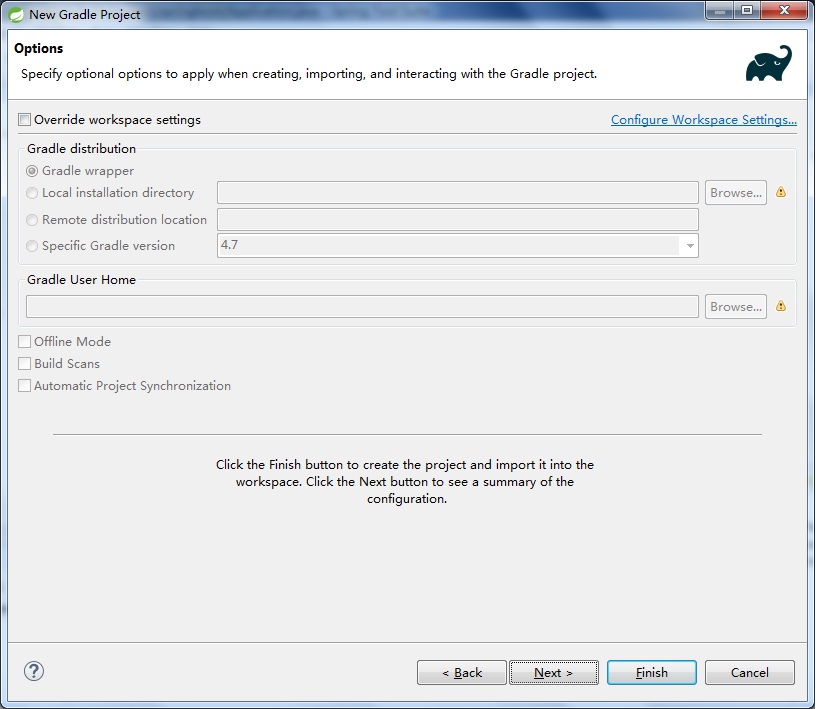 New Gradle Project
Options
Specify optional options to apply when creating, importing, and interacting with the Gradle project.
Override workspace settings
Configure Workspace Settings...
Gradle distribution
Gradle wrapper
Local installation directory
Browse...
Remote distribution location
Specific Gradle version
4.7
Gradle User Home
Browse...
Offline Mode
Build Scans
Automatic Project Synchronization
Click the Finish button to create the project and import it into the
workspace. Click the Next button to see a summary of the
configuration.
?
< Back
Next >
Finish
Cancel